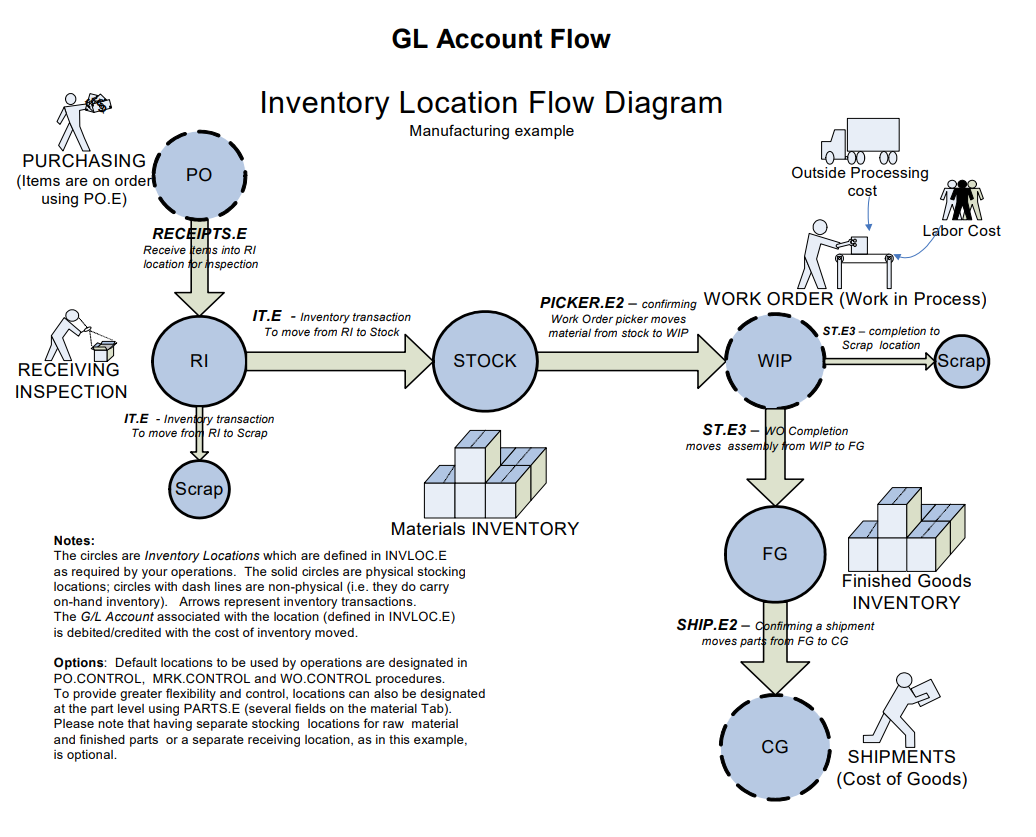 GL Account Flow
Inventory Location Flow Diagram
Manufacturing example
PURCHASING
(Items are on order
using PO.E)
PO
Outside Processing
cost
Labor Cost
RECEIPTS.E
Receive items into RI
location for inspection
WORK ORDER (Work in Process)
IT.E - Inventory transaction
To move from RI to Stock
PICKER.E2 – confirming
Work Order picker moves
material from stock to WIP
ST.E3 – completion to
Scrap location
RECEIVING
INSPECTION
RI
STOCK
WIP
Scrap
IT.E - Inventory transaction
To move from RI to Scrap
ST.E3 – WO Completion
moves assembly from WIP to FG
Scrap
Materials INVENTORY
FG
Finished Goods
INVENTORY
Notes:
The circles are Inventory Locations which are defined in INVLOC.E
as required by your operations. The solid circles are physical stocking
locations; circles with dash lines are non-physical (i.e. they do carry
on-hand inventory). Arrows represent inventory transactions.
The G/L Account associated with the location (defined in INVLOC.E)
is debited/credited with the cost of inventory moved.
SHIP.E2 – Confirming a shipment
moves parts from FG to CG
Options: Default locations to be used by operations are designated in
PO.CONTROL, MRK.CONTROL and WO.CONTROL procedures.
To provide greater flexibility and control, locations can also be designated
at the part level using PARTS.E (several fields on the material Tab).
Please note that having separate stocking locations for raw material
and finished parts or a separate receiving location, as in this example,
is optional.
CG
SHIPMENTS
(Cost of Goods)